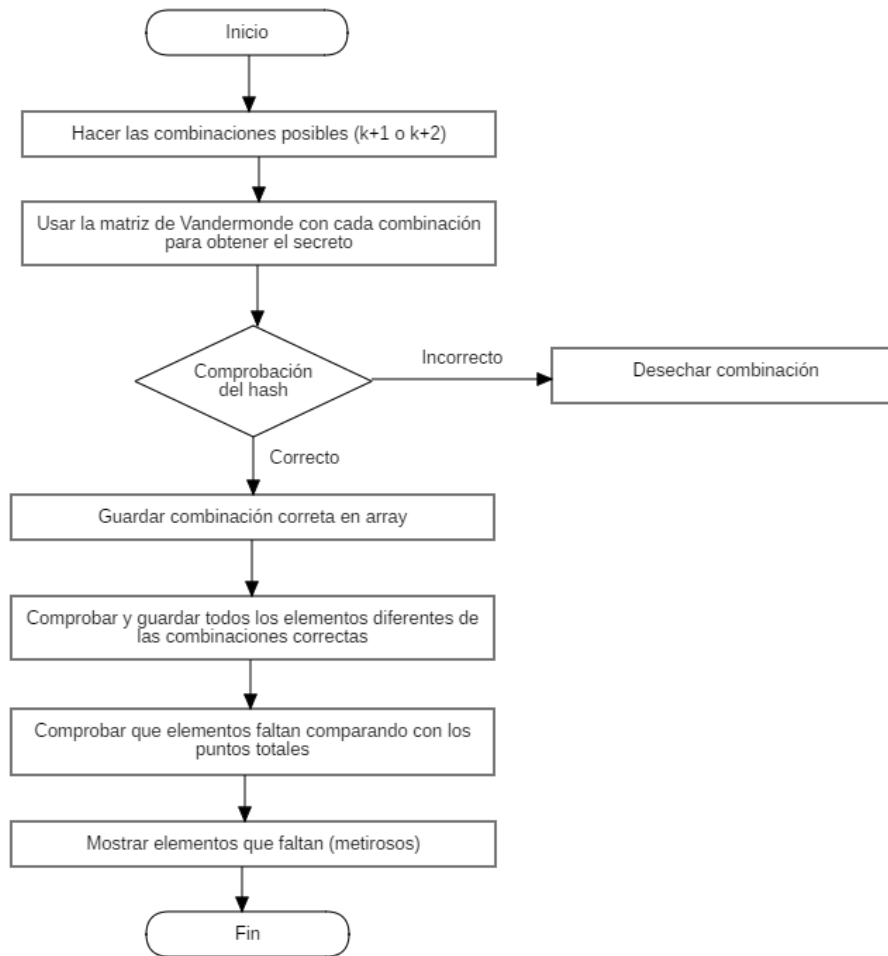 Inicio
Hacer las combinaciones posibles (k+1 o k+2)
Usar la matriz de Vandermonde con cada combinación
para obtener el secreto
Comprobación
del hash
Incorrecto
Desechar combinación
Correcto
Guardar combinación correta en array
Comprobar y guardar todos los elementos diferentes de
las combinaciones correctas
Comprobar que elementos faltan comparando con los
puntos totales
Mostrar elementos que faltan (metirosos)
Fin